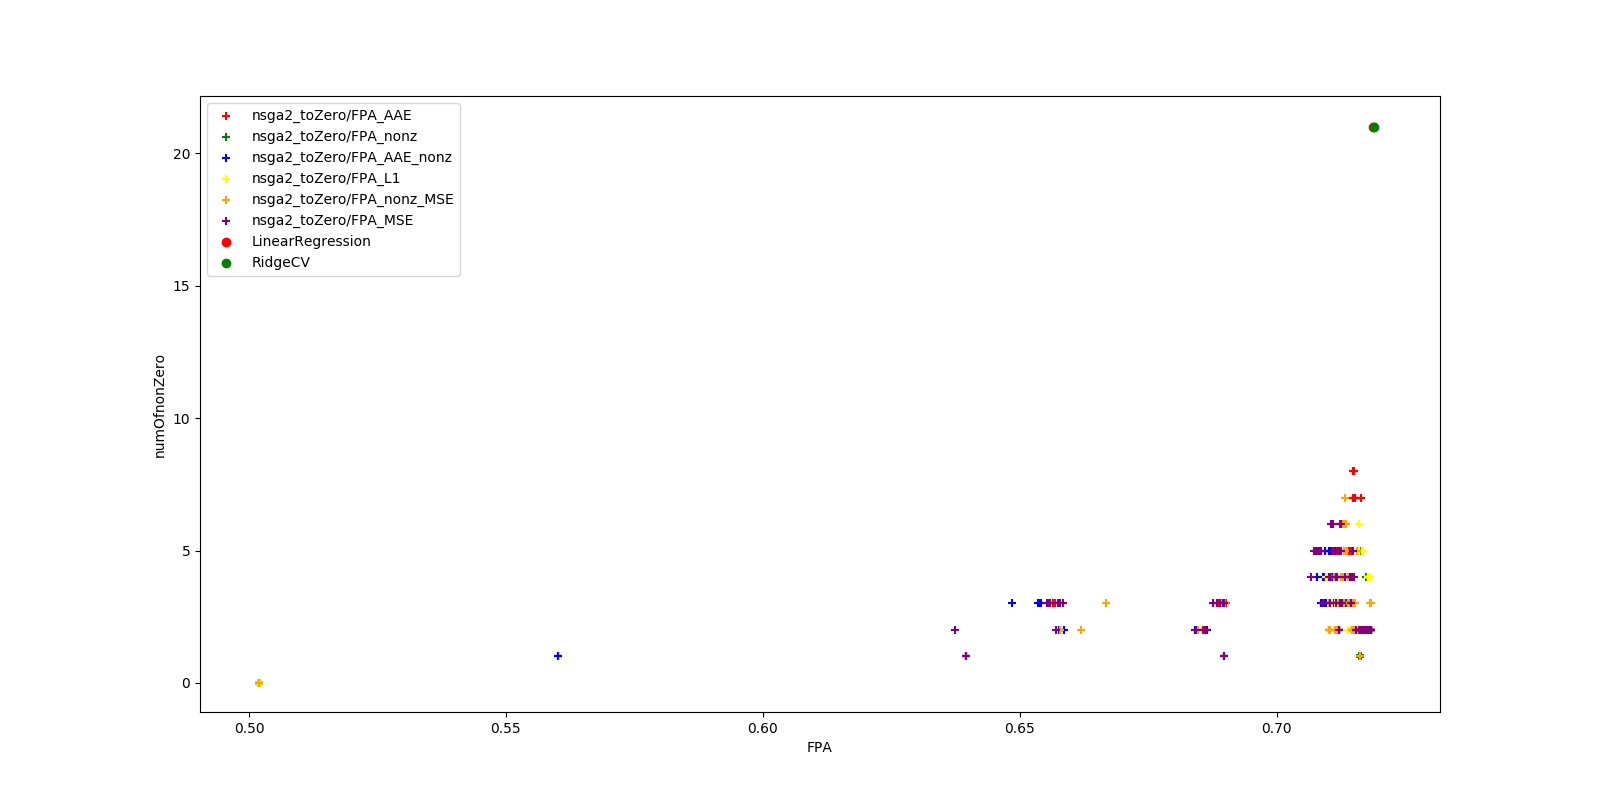 nsga2_toZero/FPA_AAE
nsga2_toZero/FPA_nonz
nsga2_toZero/FPA_AAE_nonz
nsga2_toZero/FPA_L1
nsga2_toZero/FPA_nonz_MSE
nsga2_toZero/FPA_MSE
LinearRegression
RidgeCV
20
15
10
5
0
numOfnonZero
0.50 0.55 0.60 0.65 0.70
FPA